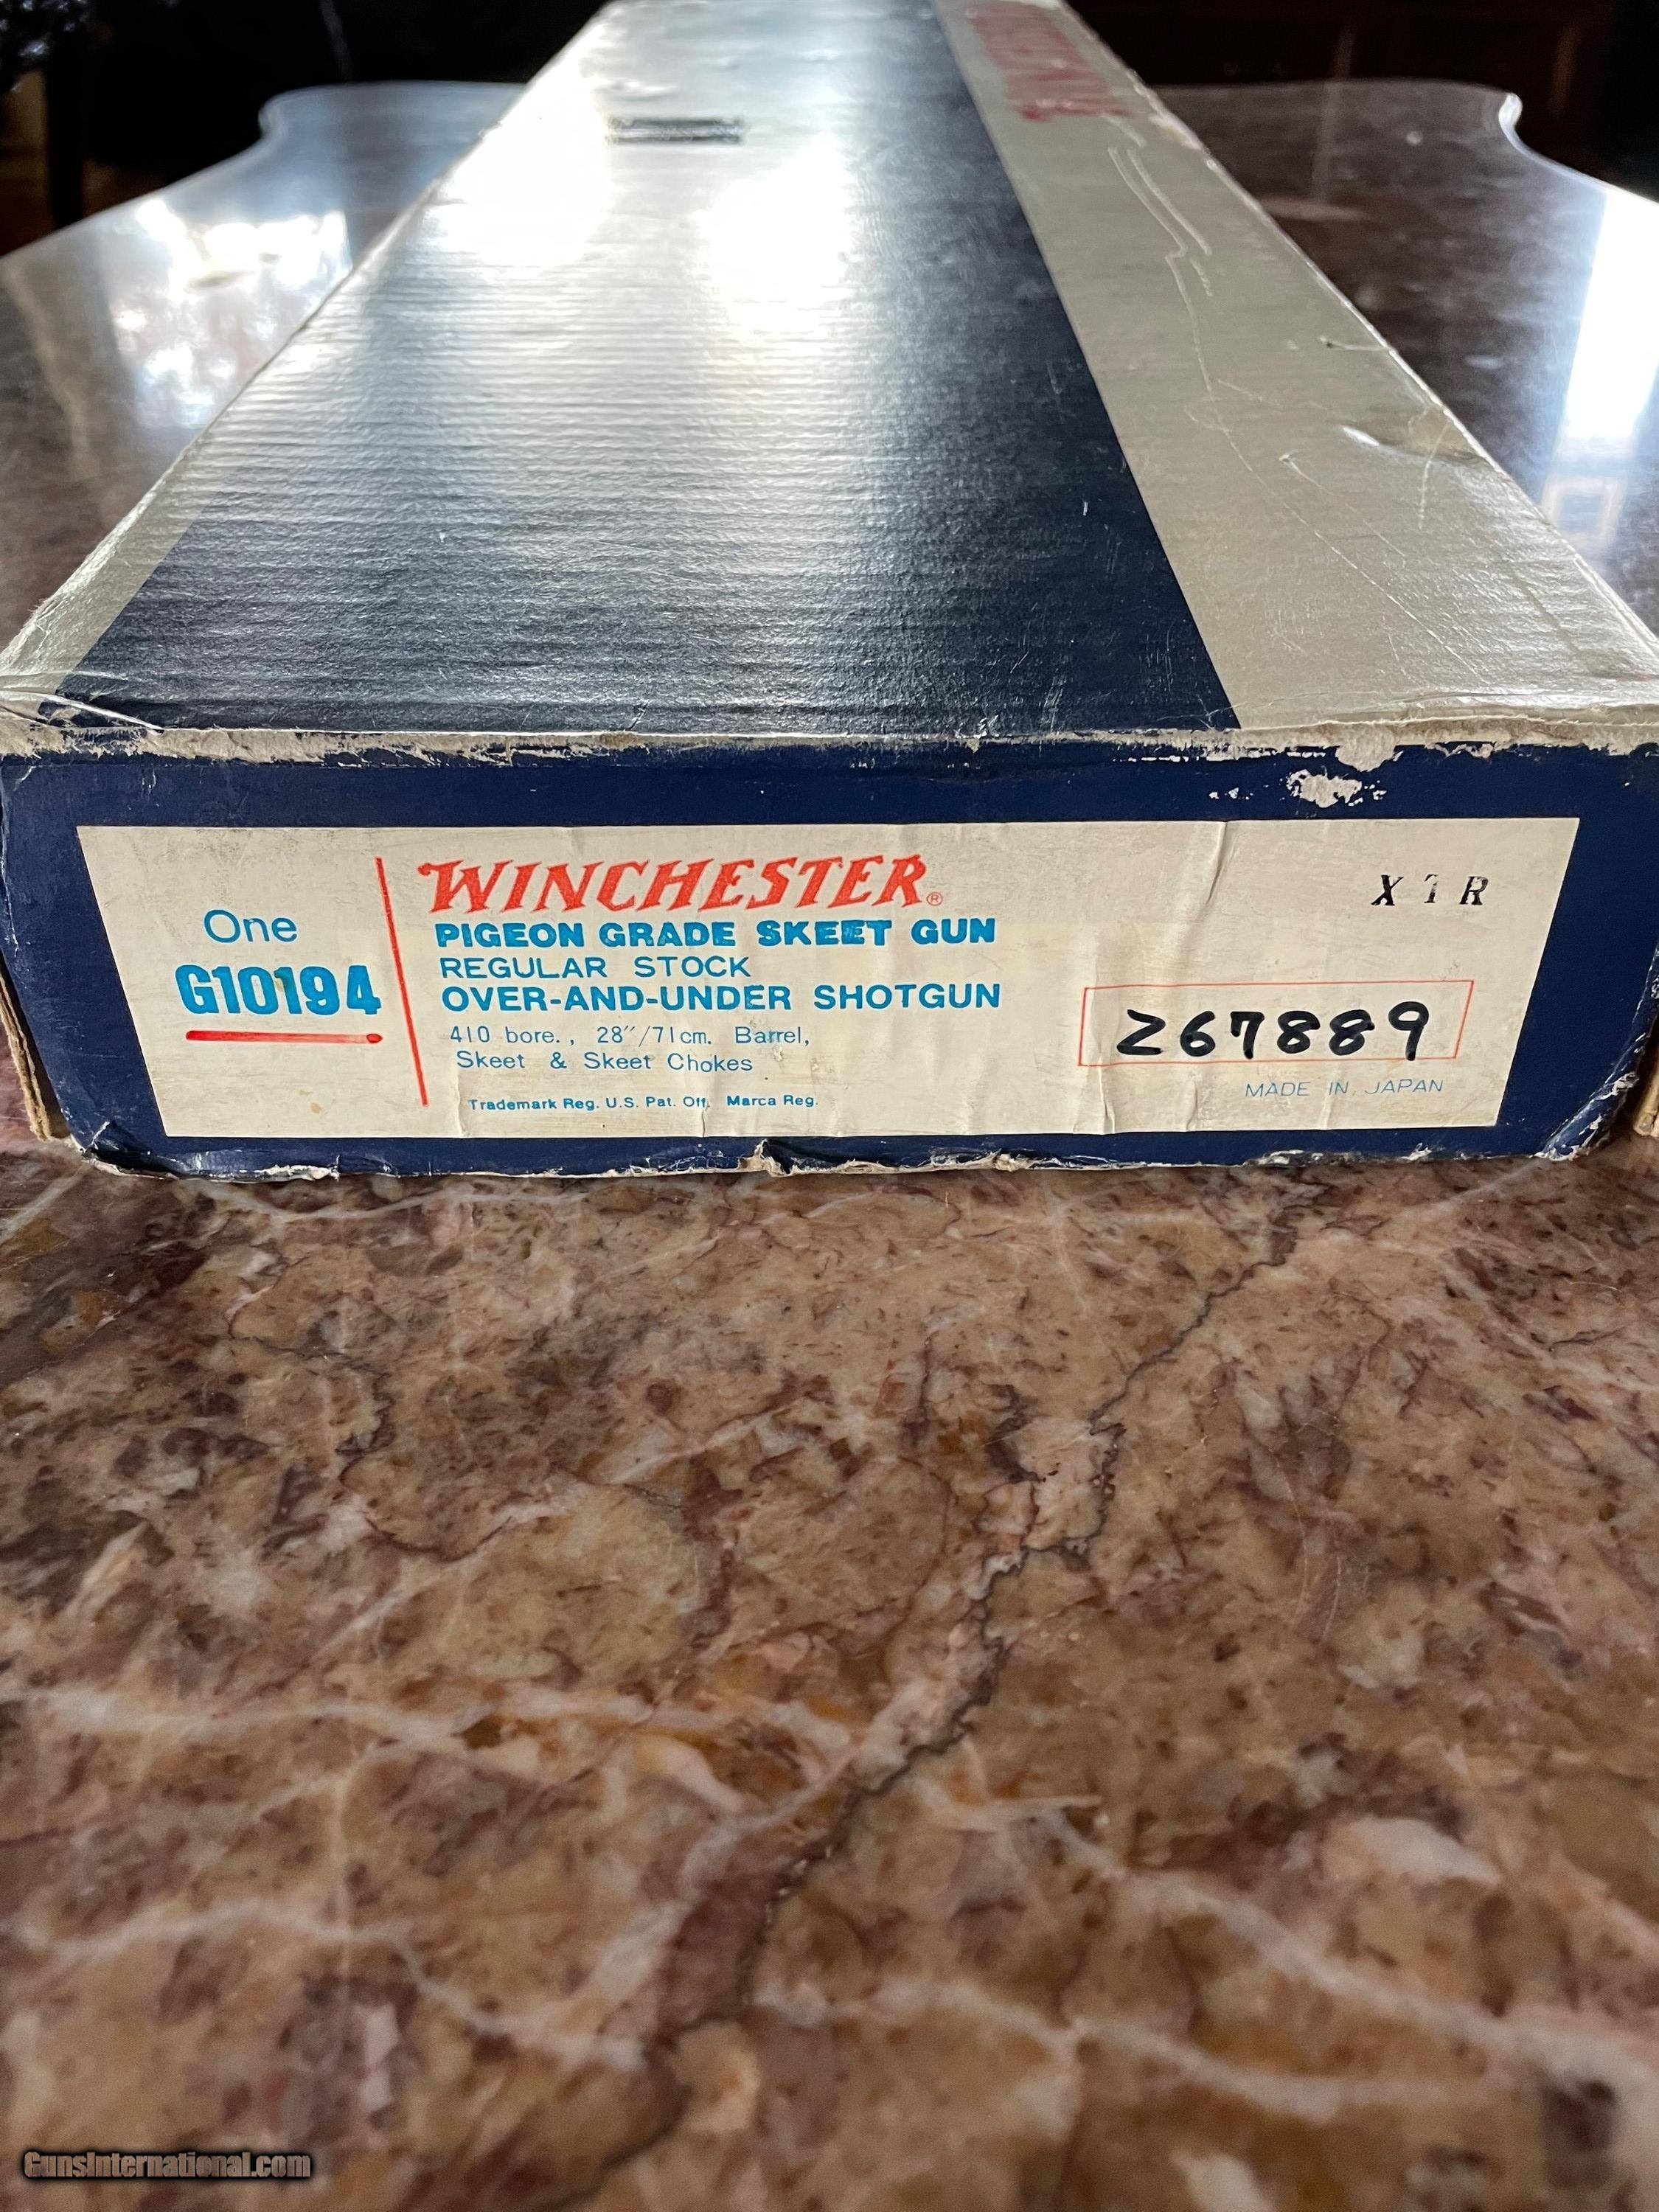 One
G10194
WINCHESTER®
PIGEON GRADE SKEET GUN
REGULAR STOCK
OVER-AND-UNDER SHOTGUN
410 bore., 28″/71cm. Barrel,
Skeet & Skeet Chokes
Trademark Reg. U.S. Pat. Off. Marca Reg.
XTR
Z67889
MADE IN JAPAN
GunsInternational.com